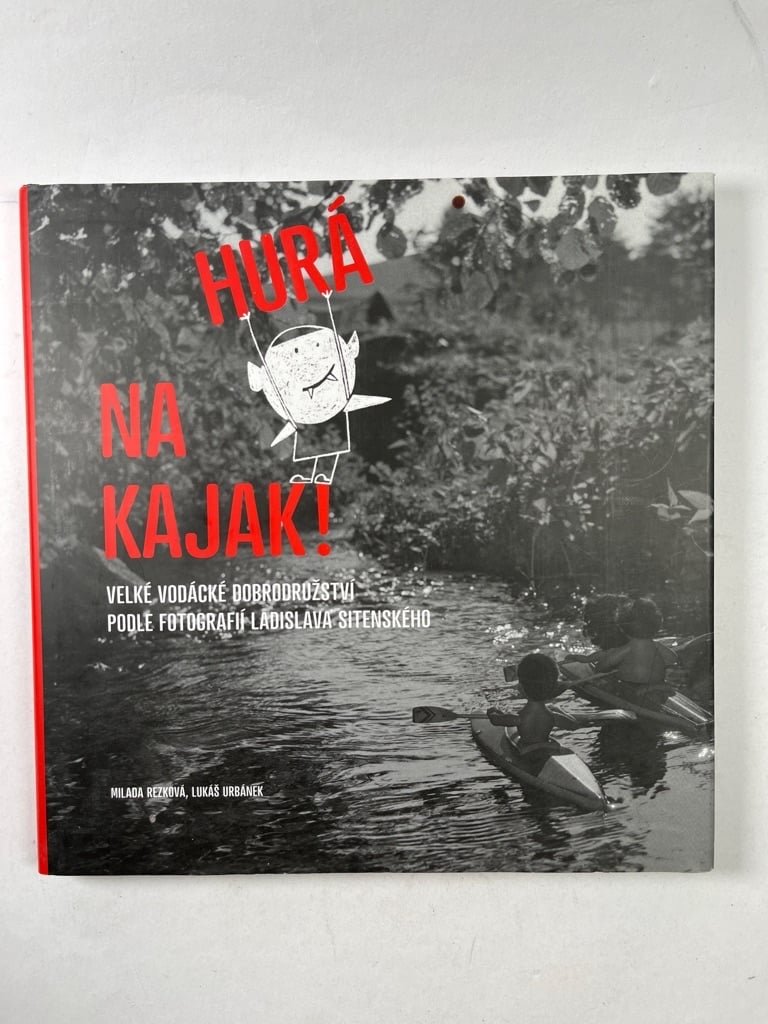 HURÁ
NA
KAJAK!
VELKÉ VODÁCKÉ DOBRODRUŽSTVÍ
PODLE FOTOGRAFIÍ LADISLAVA SITENSKÉHO
MILADA REZKOVÁ, LUKÁŠ URBÁNEK